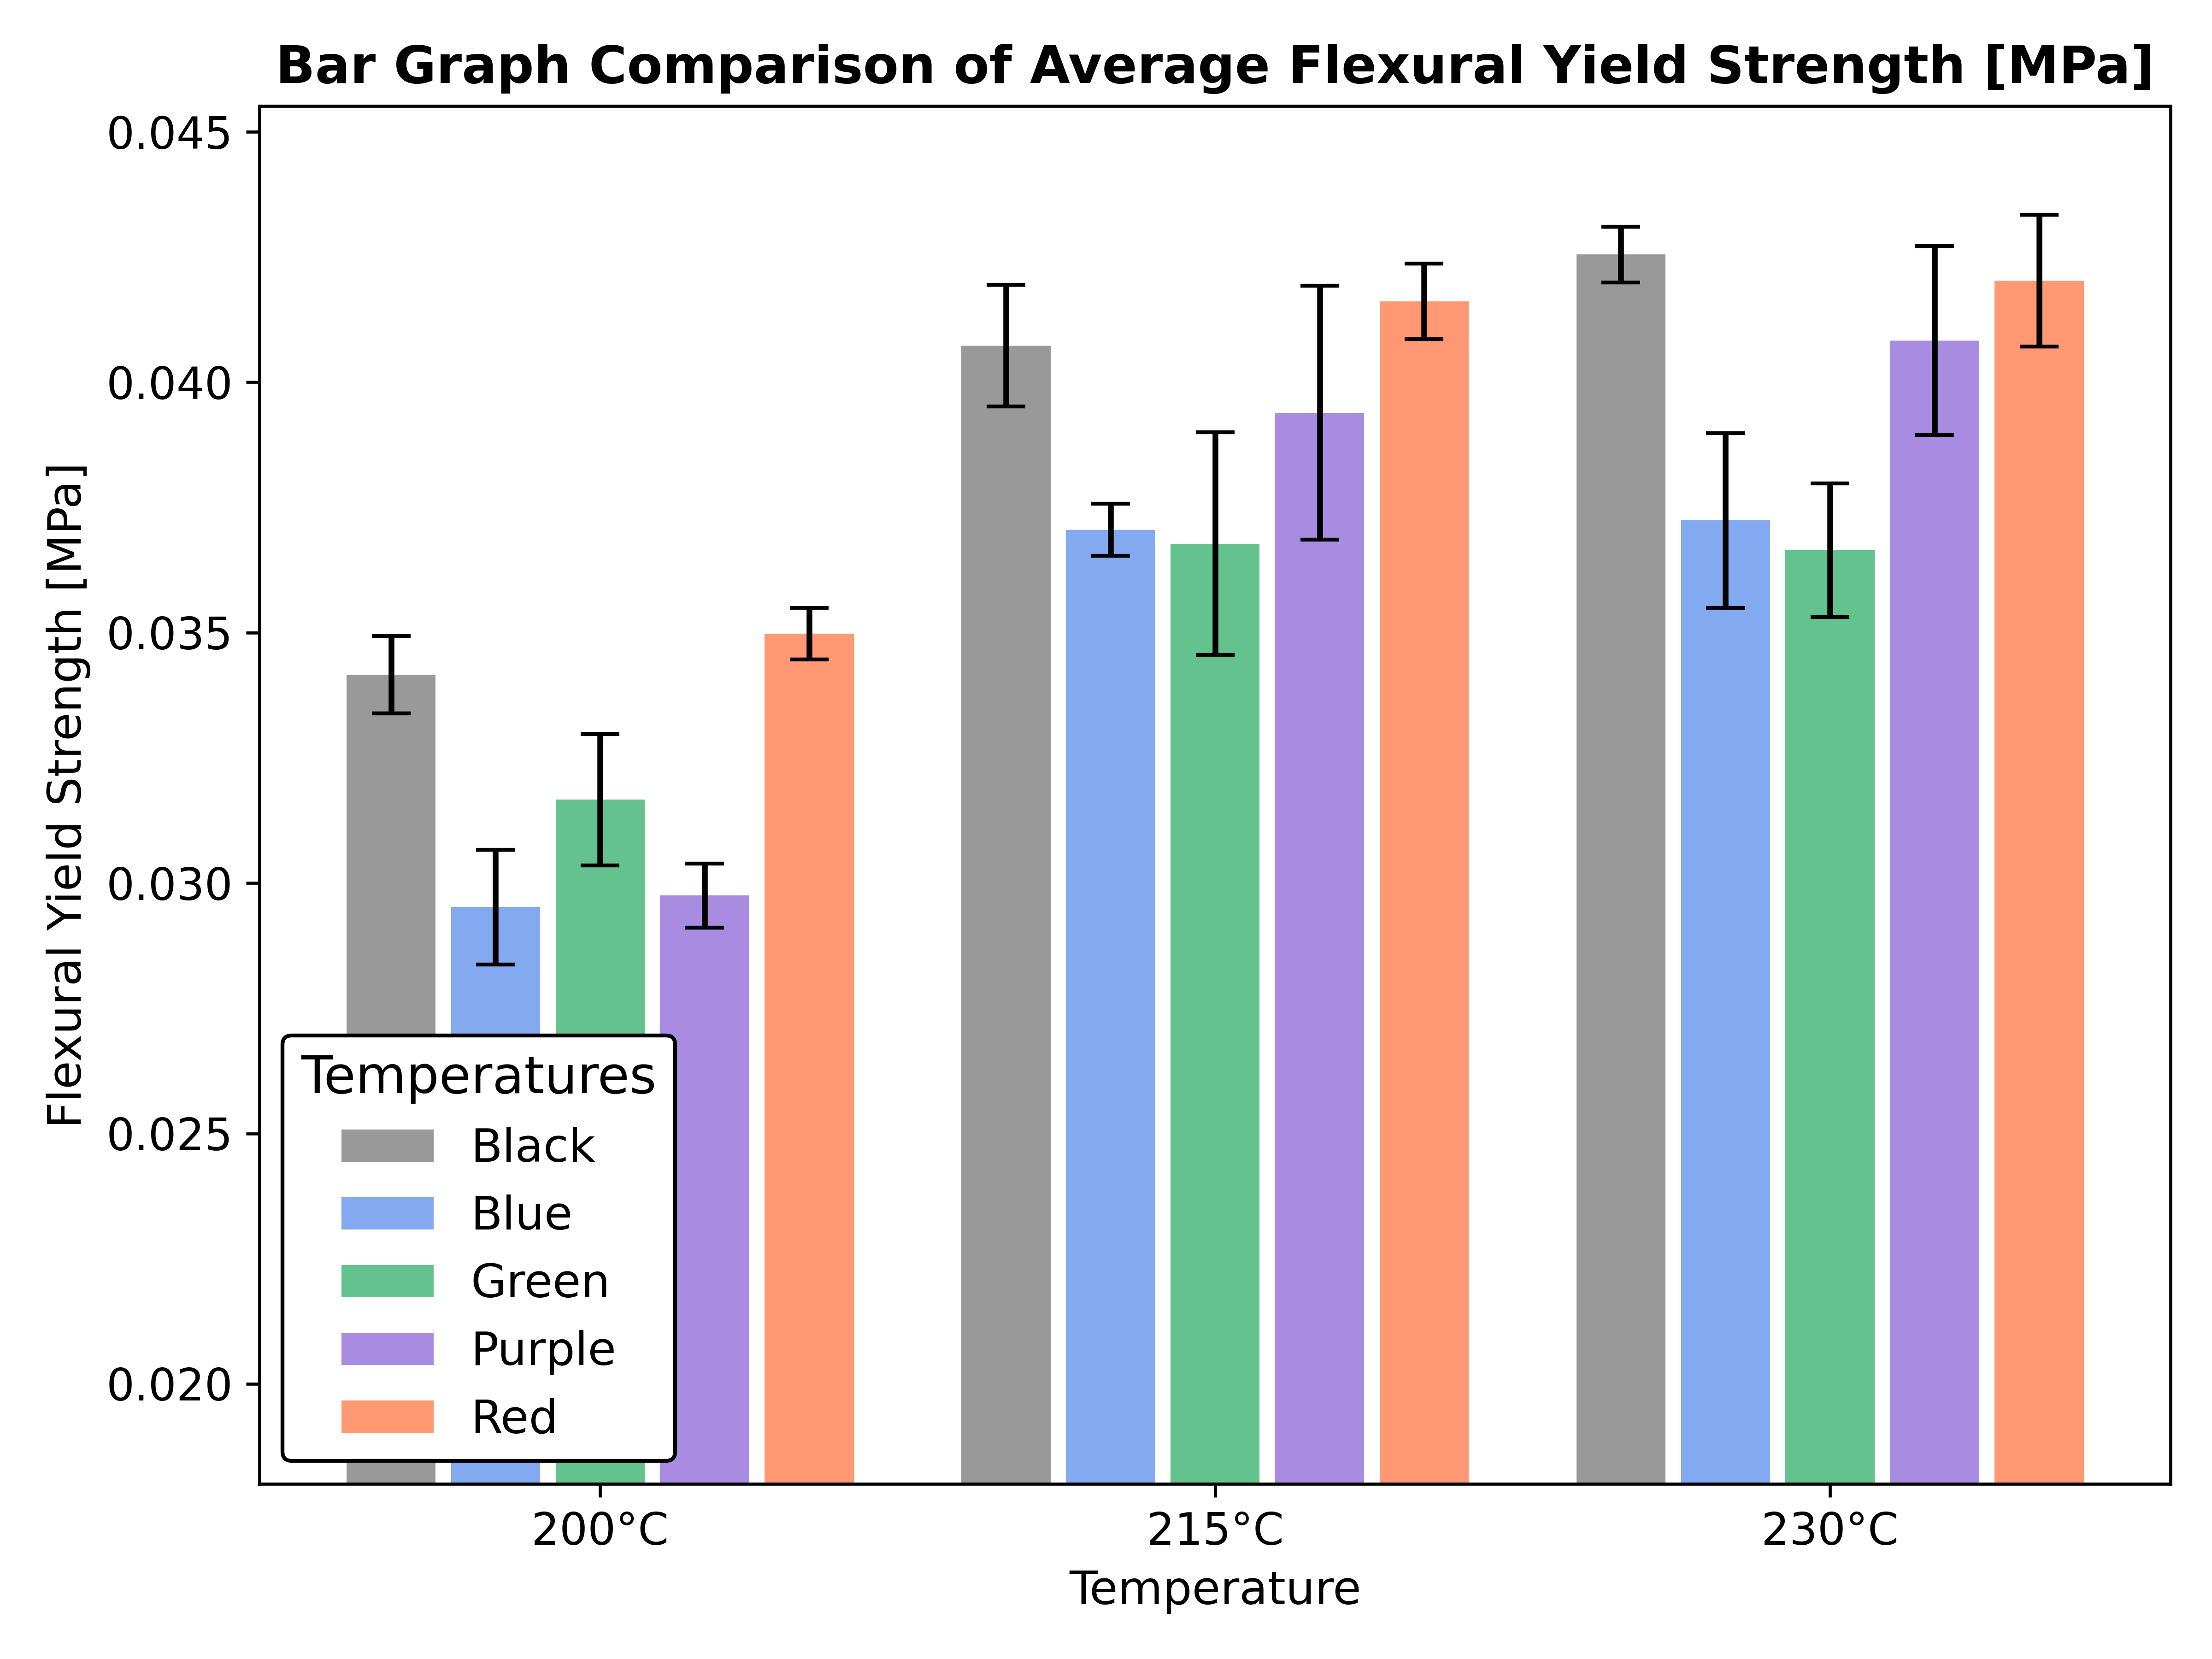 Bar Graph Comparison of Average Flexural Yield Strength [MPa]
Flexural Yield Strength [MPa]
0.045
0.040
0.035
0.030
0.025
0.020
Temperatures
Black
Blue
Green
Purple
Red
200°C 215°C 230°C
Temperature